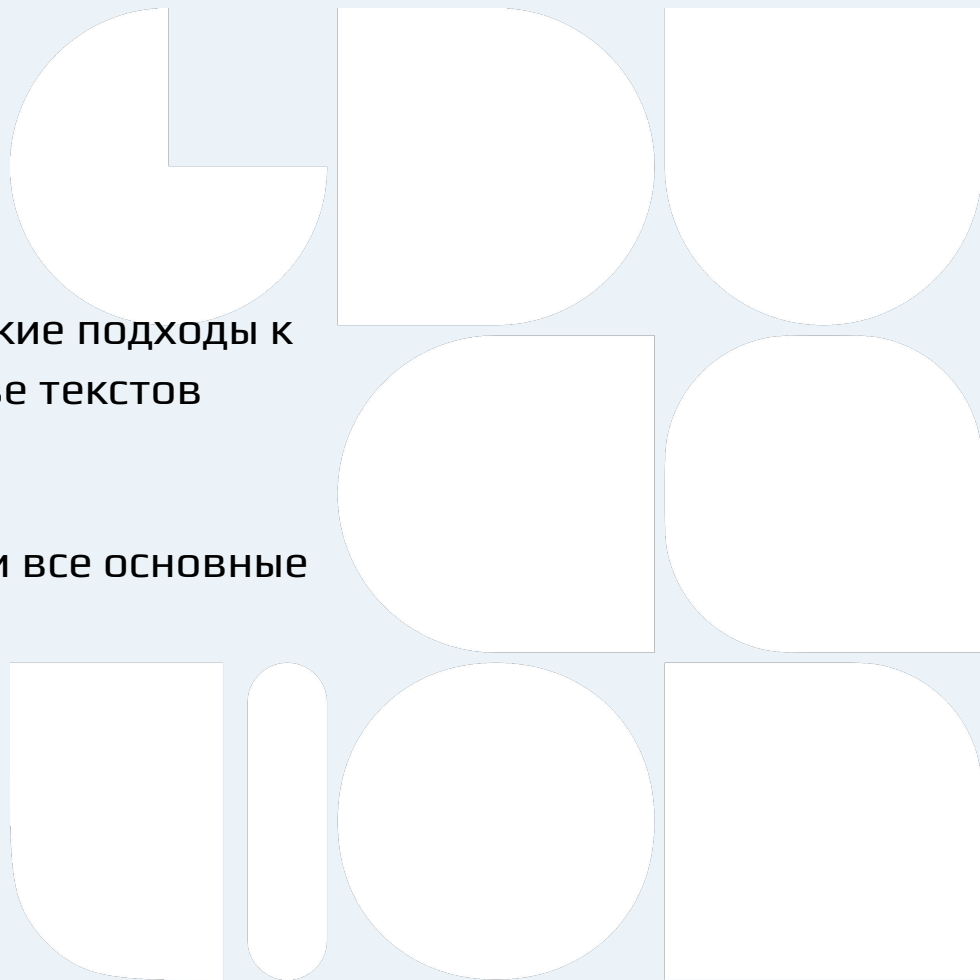 кие подходы к
е текстов
все основные